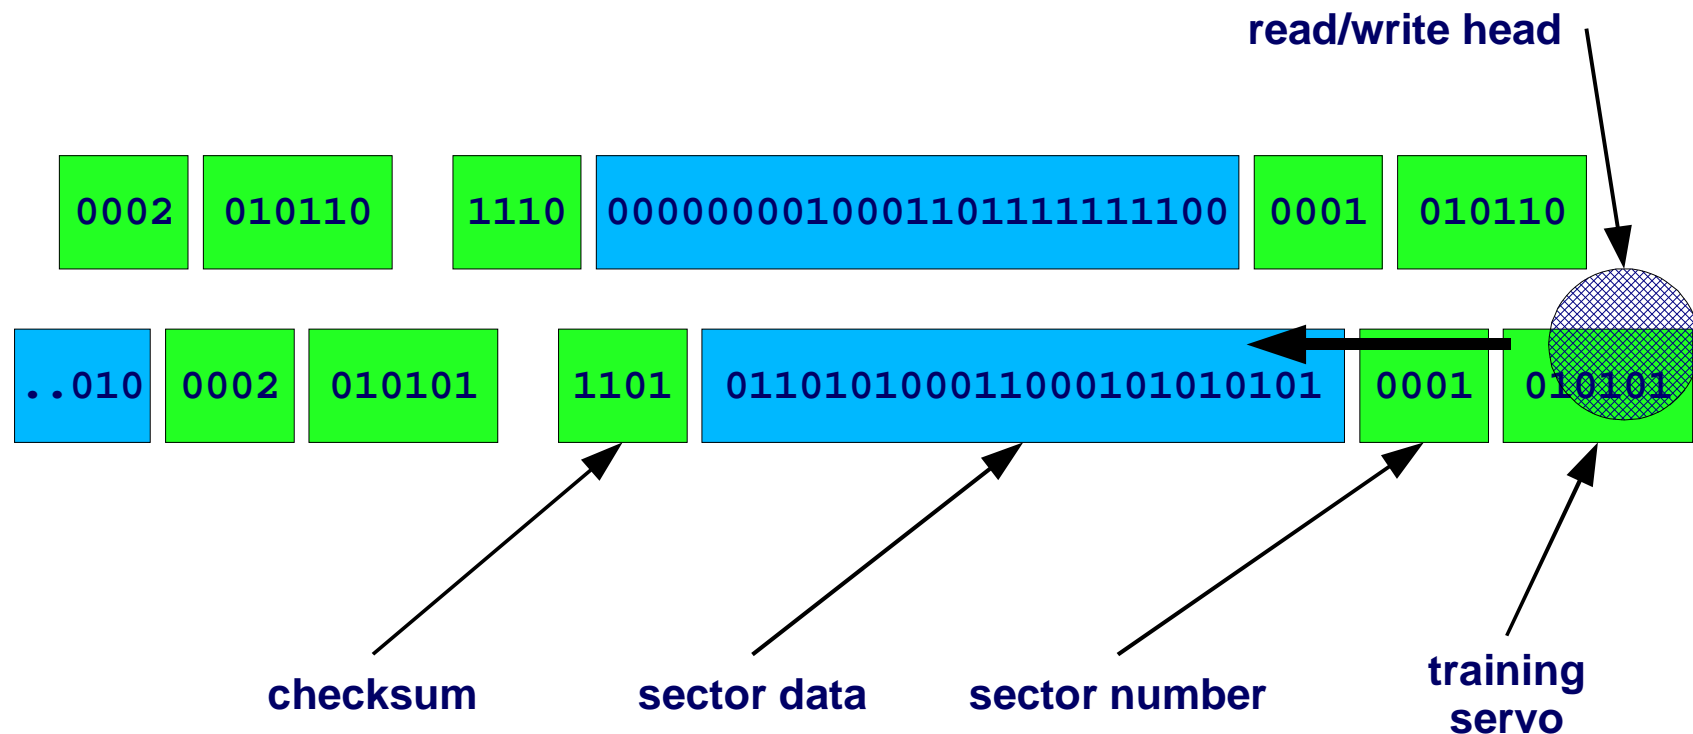 read/write head
0002 010110 1110 0000000010001101111111100 0001 010110
..010 0002 010101 1101 011010100011000101010101 0001 010101
checksum sector data sector number training servo